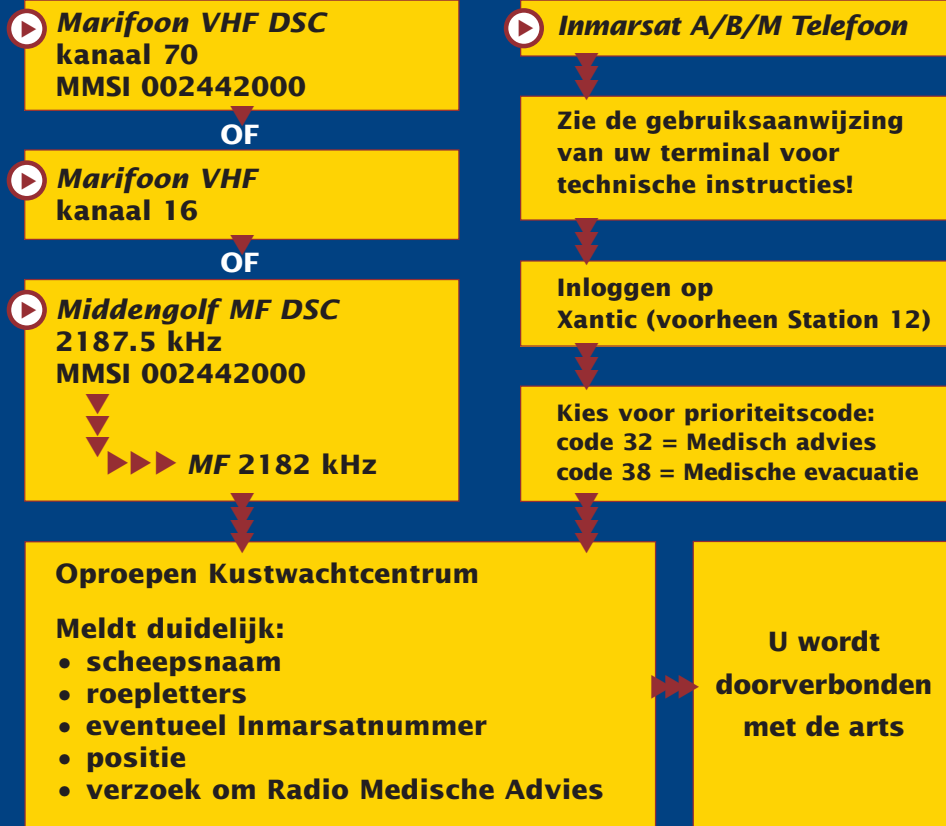 Marifoon VHF DSC
kanaal 70
MMSI 002442000
OF
Marifoon VHF
kanaal 16
OF
Middengolf MF DSC
2187.5 kHz
MMSI 002442000
MF 2182 kHz
Inmarsat A/B/M Telefoon
Zie de gebruiksaanwijzing
van uw terminal voor
technische instructies!
Inloggen op
Xantic (voorheen Station 12)
Kies voor prioriteitscode:
code 32 = Medisch advies
code 38 = Medische evacuatie
Oproepen Kustwachtcentrum
Meldt duidelijk:
• scheepsnaam
• roepletters
• eventueel Inmarsatnummer
• positie
• verzoek om Radio Medische Advies
U wordt
doorverbonden
met de arts